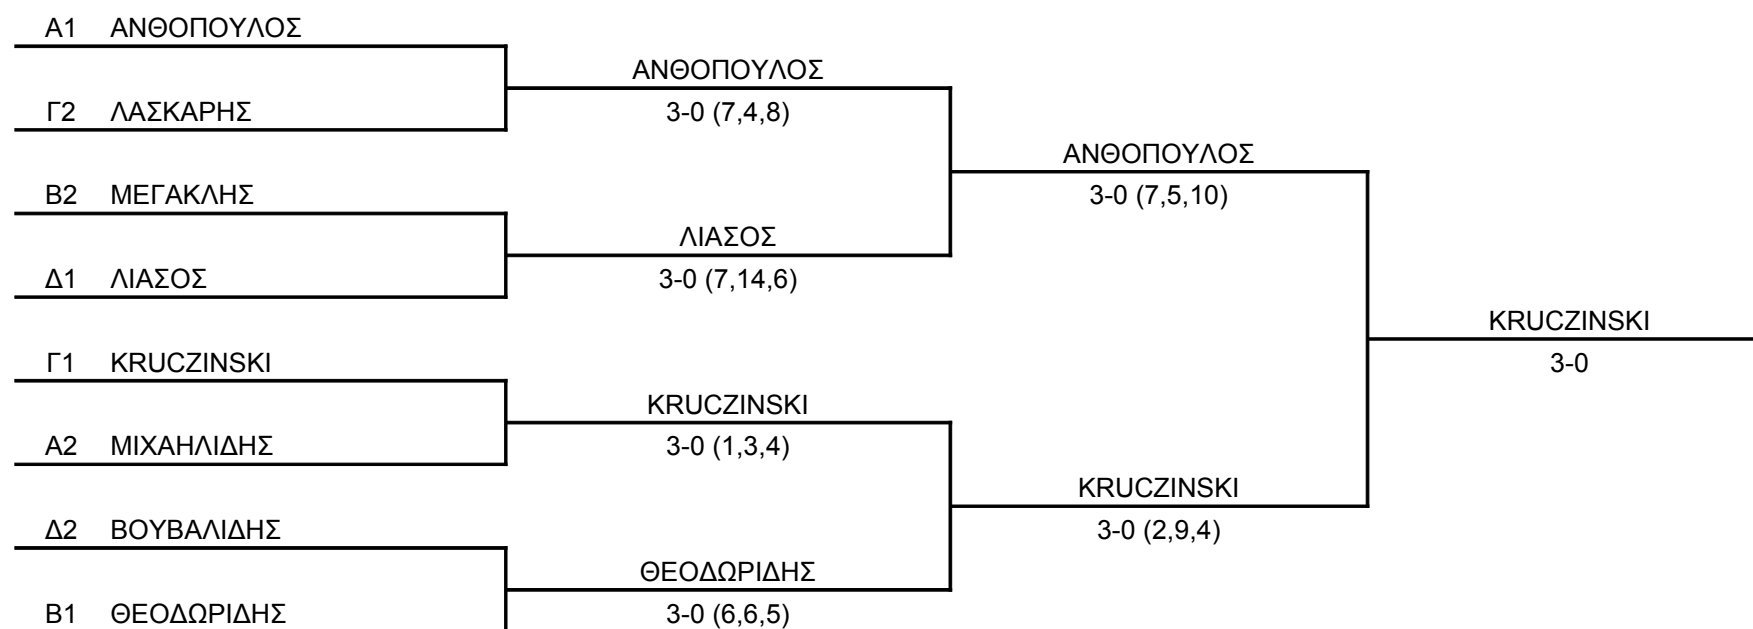 Α1 ΑΝΘΟΠΟΥΛΟΣ
ΑΝΘΟΠΟΥΛΟΣ
Γ2 ΛΑΣΚΑΡΗΣ
3-0 (7,4,8)
ΑΝΘΟΠΟΥΛΟΣ
Β2 ΜΕΓΑΚΛΗΣ
3-0 (7,5,10)
ΛΙΑΣΟΣ
Δ1 ΛΙΑΣΟΣ
3-0 (7,14,6)
KRUCZINSKI
Γ1 KRUCZINSKI
3-0
KRUCZINSKI
Α2 ΜΙΧΑΗΛΙΔΗΣ
3-0 (1,3,4)
KRUCZINSKI
Δ2 ΒΟΥΒΑΛΙΔΗΣ
3-0 (2,9,4)
ΘΕΟΔΩΡΙΔΗΣ
Β1 ΘΕΟΔΩΡΙΔΗΣ
3-0 (6,6,5)